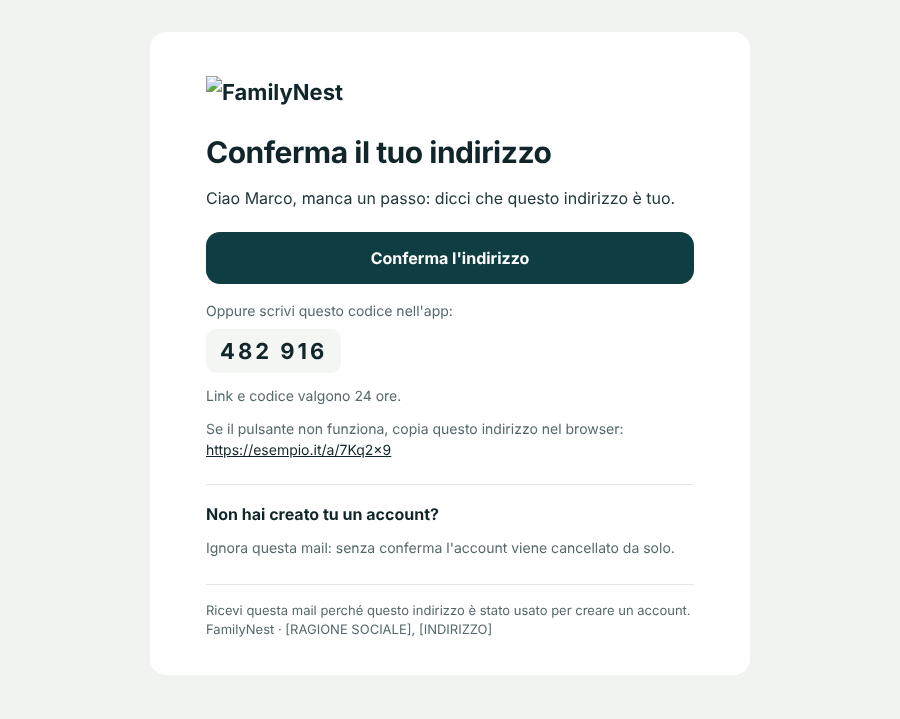 FamilyNest
Conferma il tuo indirizzo
Ciao Marco, manca un passo: dicci che questo indirizzo è tuo.
Conferma l'indirizzo
Oppure scrivi questo codice nell'app:
482 916
Link e codice valgono 24 ore.
Se il pulsante non funziona, copia questo indirizzo nel browser:
https://esempio.it/a/7Kq2x9
Non hai creato tu un account?
Ignora questa mail: senza conferma l'account viene cancellato da solo.
Ricevi questa mail perché questo indirizzo è stato usato per creare un account.
FamilyNest · [RAGIONE SOCIALE], [INDIRIZZO]